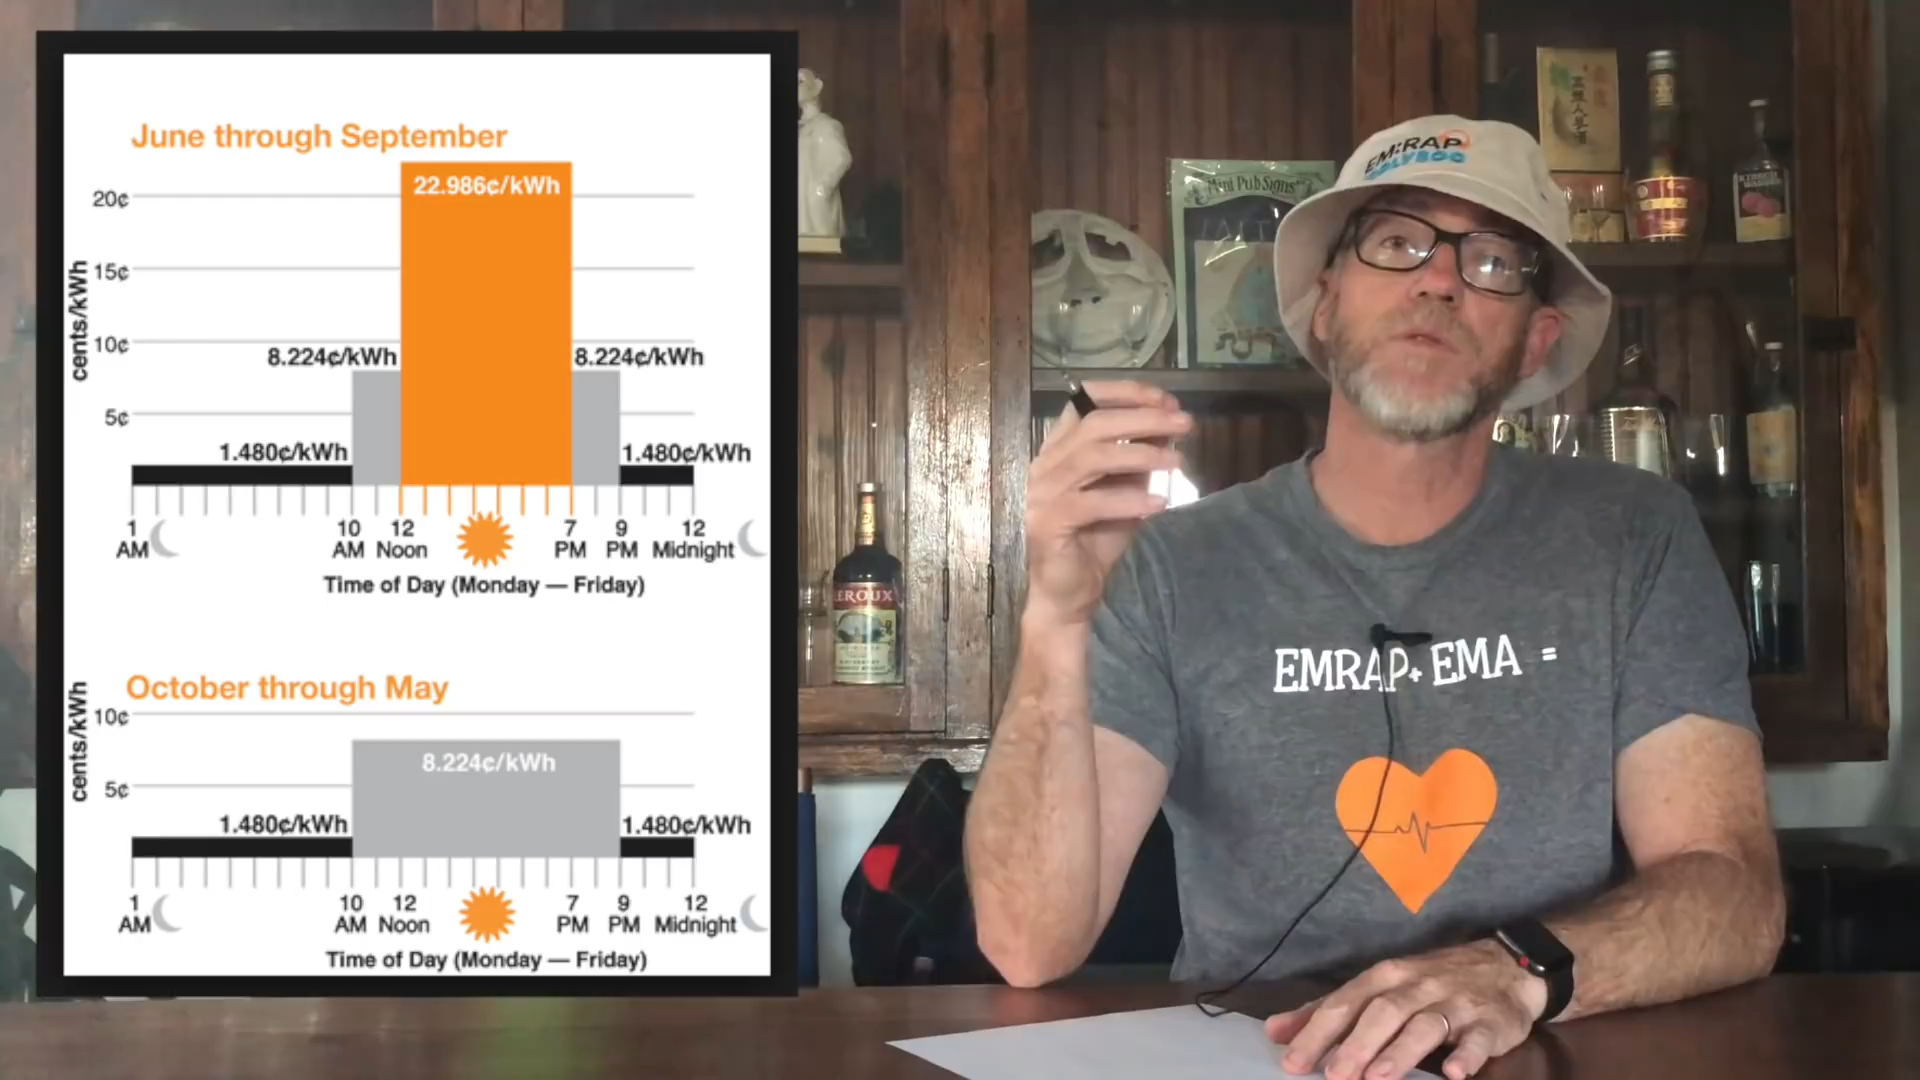 June through September
22.986¢/kWh
20¢
15¢
10¢
5¢
cents/kWh
8.224¢/kWh
8.224¢/kWh
1.480¢/kWh
1.480¢/kWh
1 AM
10 AM
12 Noon
7 PM
9 PM
12 Midnight
Time of Day (Monday — Friday)
October through May
10¢
5¢
cents/kWh
8.224¢/kWh
1.480¢/kWh
1.480¢/kWh
1 AM
10 AM
12 Noon
7 PM
9 PM
12 Midnight
Time of Day (Monday — Friday)
EM:RAP
Mini Pub Signs
LEROUX
EMRAP+ EMA =